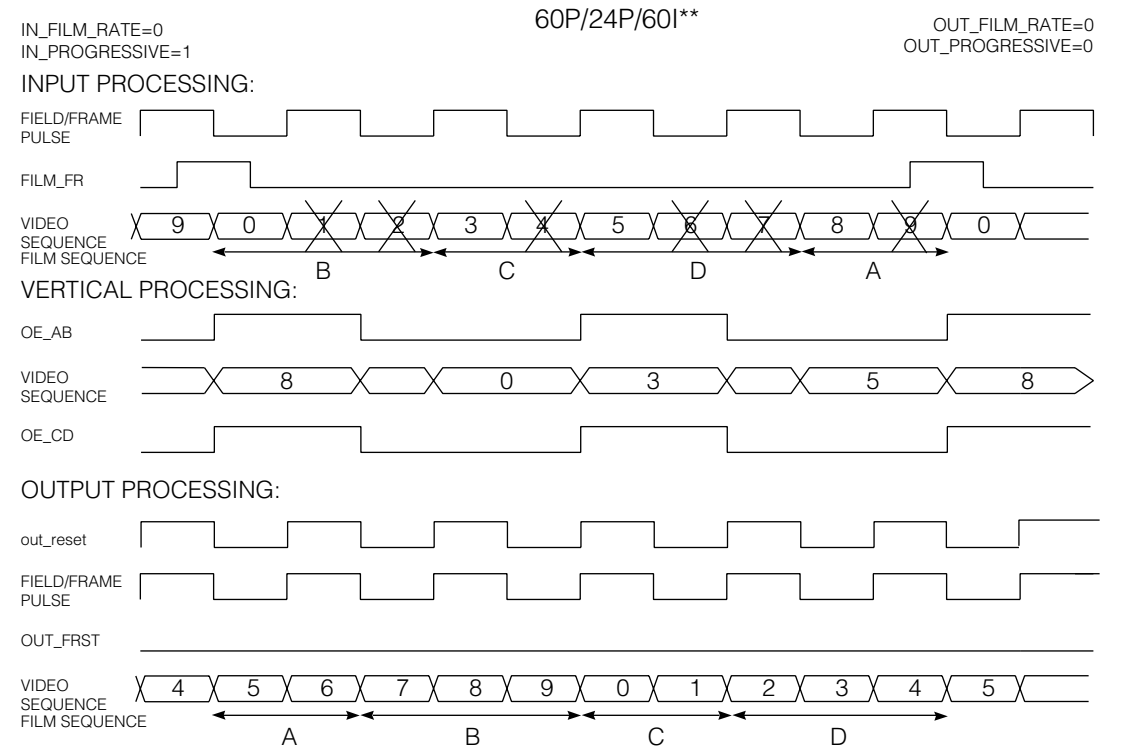 60P/24P/60I**
IN_FILM_RATE=0
IN_PROGRESSIVE=1
OUT_FILM_RATE=0
OUT_PROGRESSIVE=0
INPUT PROCESSING:
FIELD/FRAME
PULSE
FILM_FR
VIDEO
SEQUENCE
9 0 1 2 3 4 5 6 7 8 9 0
FILM SEQUENCE
B C D A
VERTICAL PROCESSING:
OE_AB
VIDEO
SEQUENCE
8 0 3 5 8
OE_CD
OUTPUT PROCESSING:
out_reset
FIELD/FRAME
PULSE
OUT_FRST
VIDEO
SEQUENCE
4 5 6 7 8 9 0 1 2 3 4 5
FILM SEQUENCE
A B C D